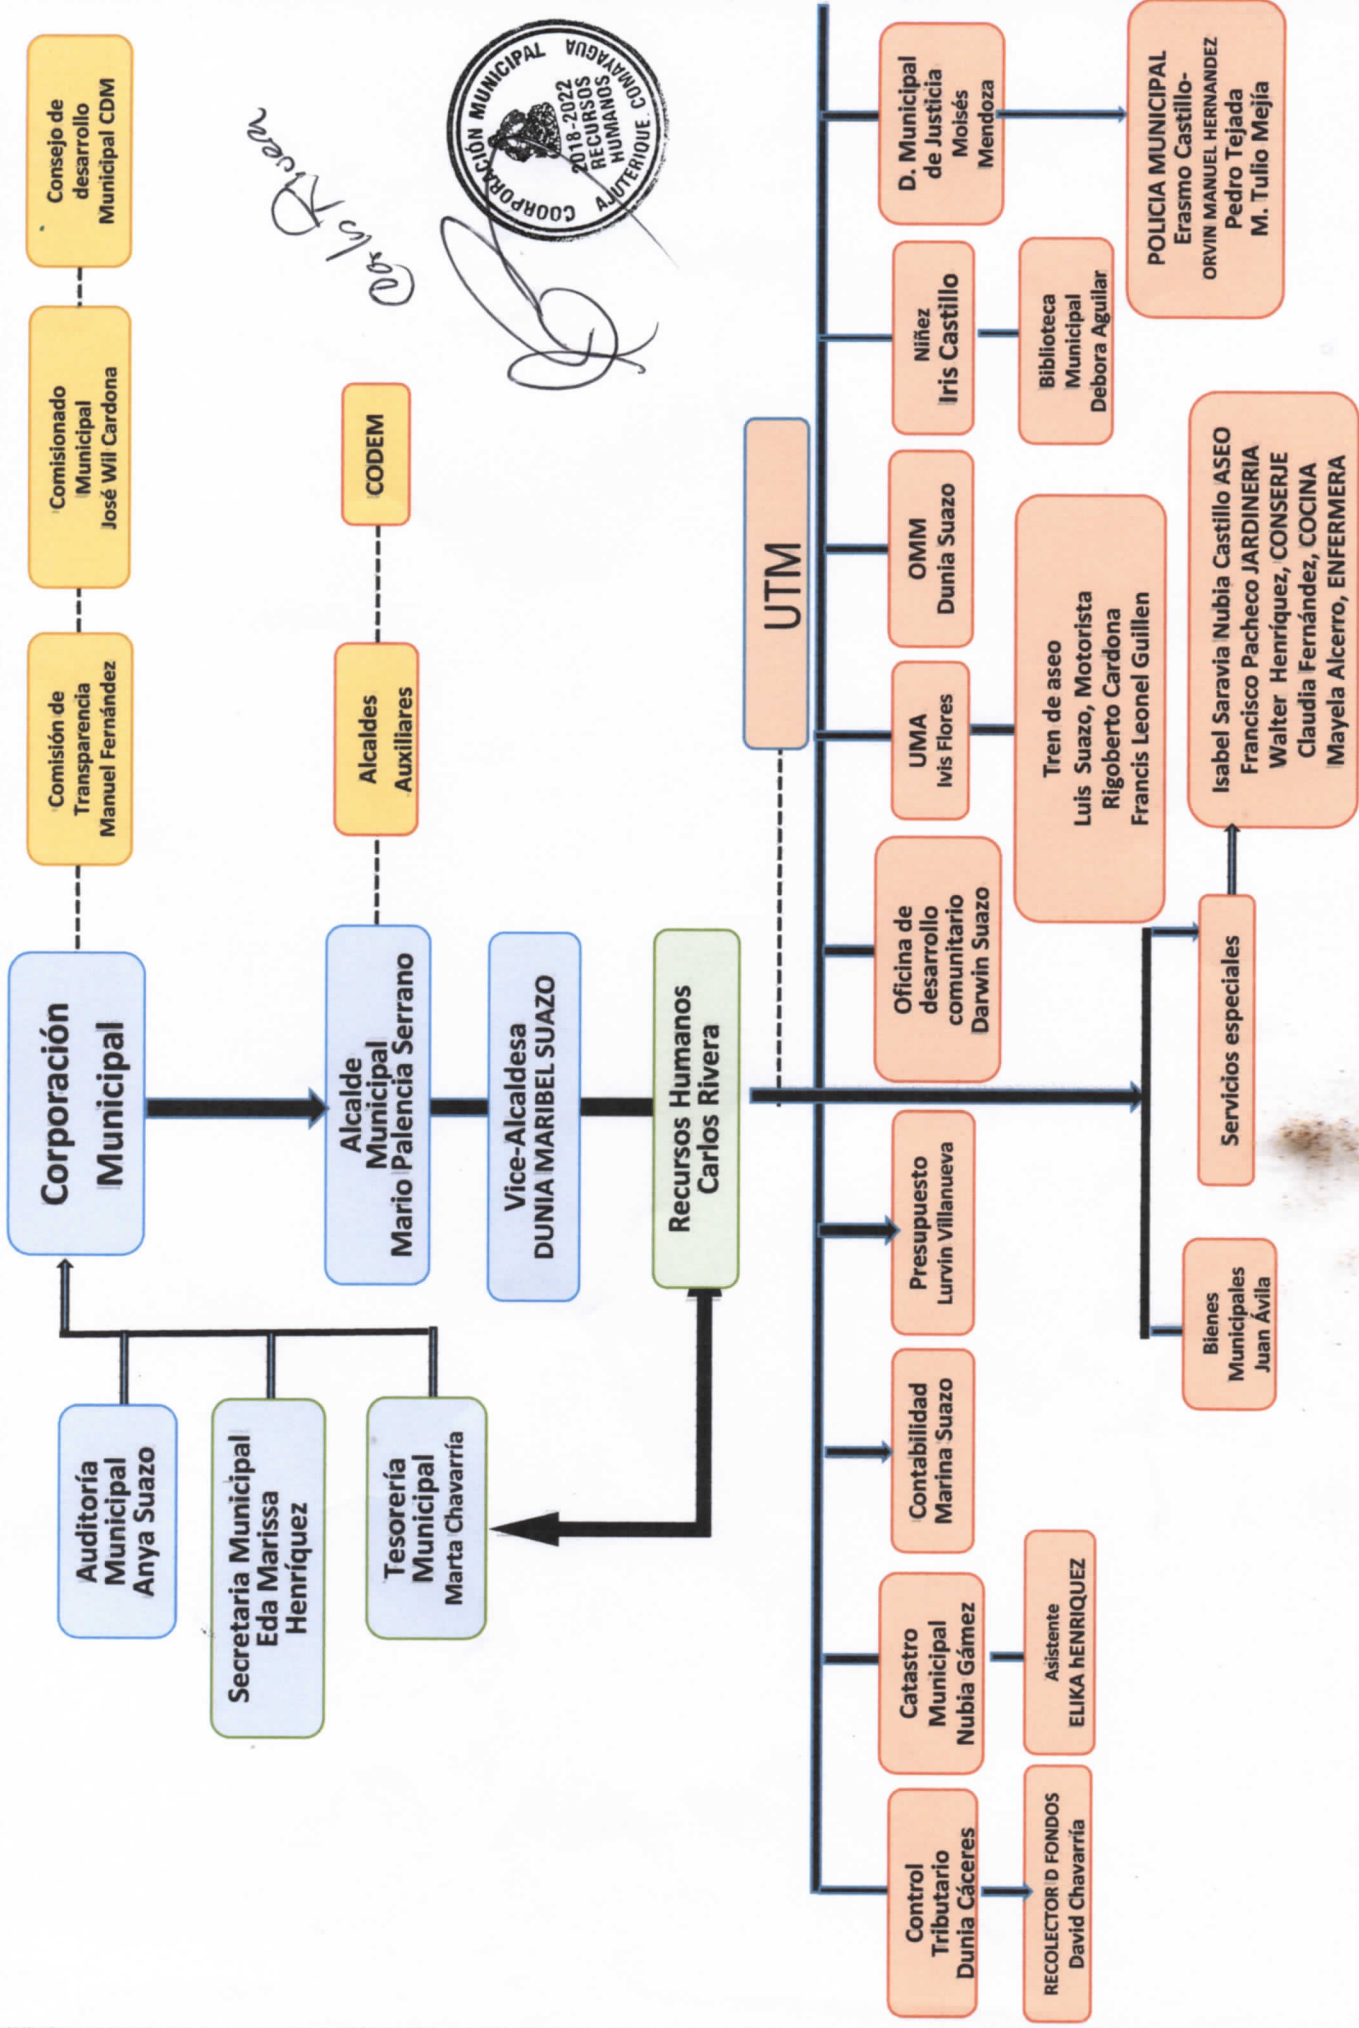 Corporación
Municipal
Comisión de
Transparencia
Manuel Fernández
Comisionado
Municipal
José Wil Cardona
Consejo de
desarrollo
Municipal CDM
Auditoría
Municipal
Anya Suazo
Secretaria Municipal
Eda Marissa
Henríquez
Tesorería
Municipal
Marta Chavarría
Alcalde
Municipal
Mario Palencia Serrano
Alcaldes
Auxiliares
CODEM
Carlos Rivera
COORPORACIÓN MUNICIPAL
2018-2022
RECURSOS
HUMANOS
AJUTERIQUE. COMAYAGUA
Vice-Alcaldesa
DUNIA MARIBEL SUAZO
Recursos Humanos
Carlos Rivera
UTM
Control
Tributario
Dunia Cáceres
Catastro
Municipal
Nubia Gámez
Contabilidad
Marina Suazo
Presupuesto
Lurvin Villanueva
Oficina de
desarrollo
comunitario
Darwin Suazo
UMA
Ivis Flores
OMM
Dunia Suazo
Niñez
Iris Castillo
D. Municipal
de Justicia
Moisés
Mendoza
RECOLECTOR D FONDOS
David Chavarría
Asistente
ELIKA hENRIQUEZ
Tren de aseo
Luis Suazo, Motorista
Rigoberto Cardona
Francis Leonel Guillen
Biblioteca
Municipal
Debora Aguilar
POLICIA MUNICIPAL
Erasmo Castillo-
ORVIN MANUEL HERNANDEZ
Pedro Tejada
M. Tulio Mejía
Bienes
Municipales
Juan Ávila
Servicios especiales
Isabel Saravia Nubia Castillo ASEO
Francisco Pacheco JARDINERIA
Walter Henríquez, CONSERJE
Claudia Fernández, COCINA
Mayela Alcerro, ENFERMERA